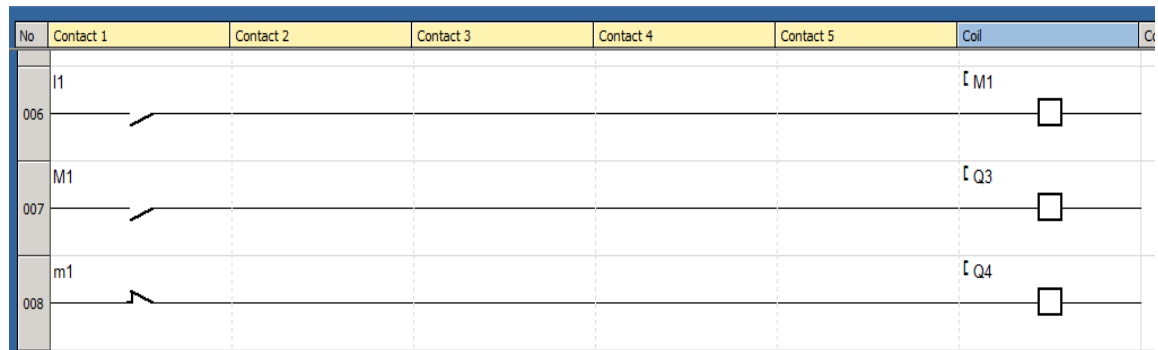 No Contact 1 Contact 2 Contact 3 Contact 4 Contact 5 Coil Co
I1 [ M1
006
M1 [ Q3
007
m1 [ Q4
008